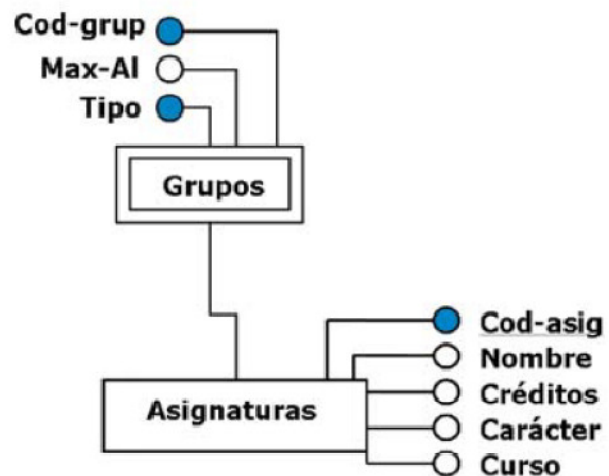 Cod-grup
Max-Al
Tipo
Grupos
Cod-asig
Nombre
Créditos
Asignaturas
Carácter
Curso